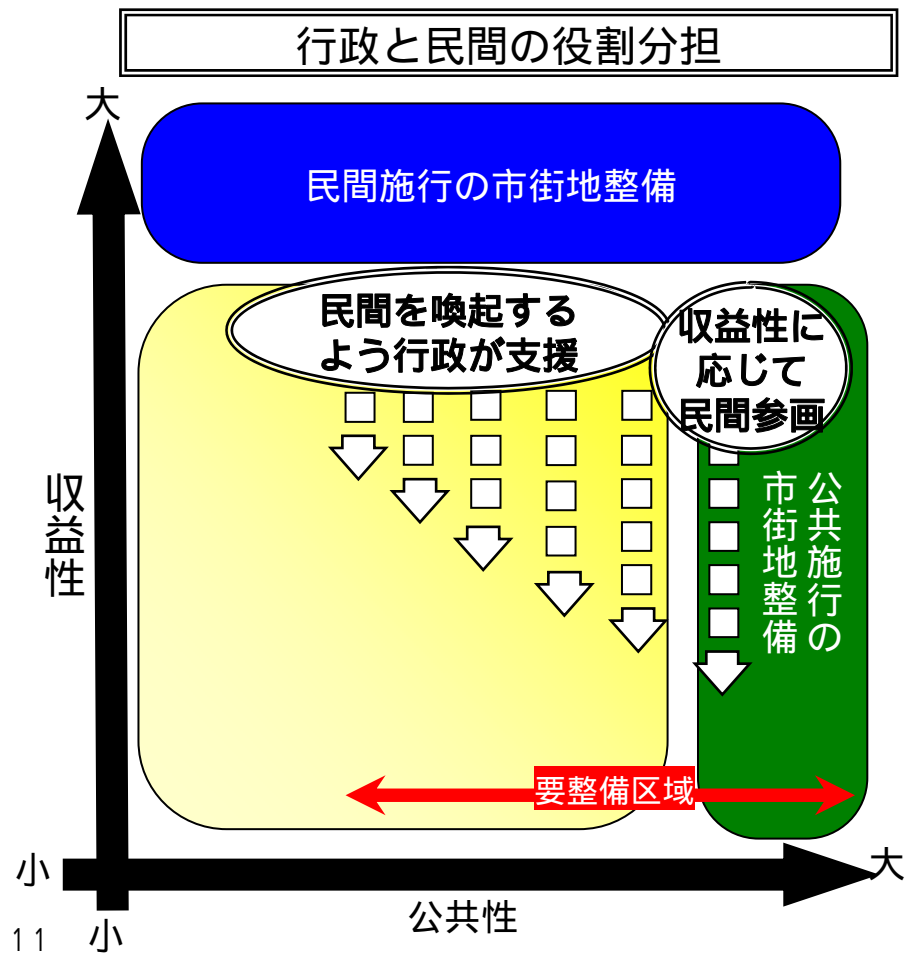 行政と民間の役割分担
大
民間施行の市街地整備
民間を喚起する
よう行政が支援
収益性に
応じて
民間参画
収益性
公共施行の
市街地整備
要整備区域
小
大
公共性
小
11